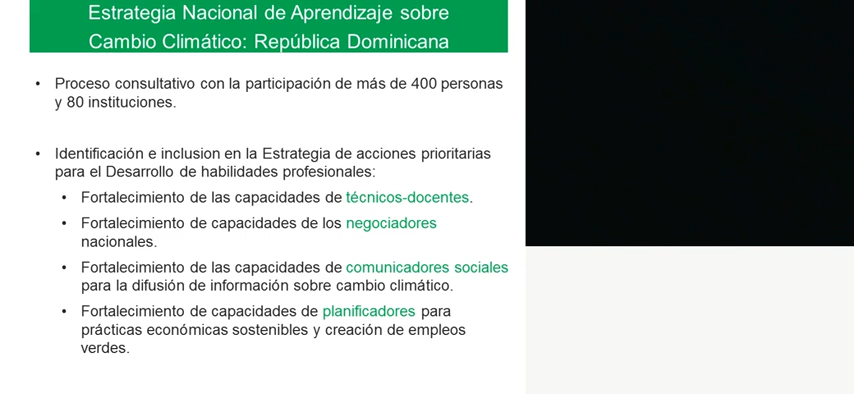 Estrategia Nacional de Aprendizaje sobre
Cambio Climático: República Dominicana
• Proceso consultativo con la participación de más de 400 personas
y 80 instituciones.
• Identificación e inclusion en la Estrategia de acciones prioritarias
para el Desarrollo de habilidades profesionales:
• Fortalecimiento de las capacidades de técnicos-docentes.
• Fortalecimiento de capacidades de los negociadores
nacionales.
• Fortalecimiento de las capacidades de comunicadores sociales
para la difusión de información sobre cambio climático.
• Fortalecimiento de capacidades de planificadores para
prácticas económicas sostenibles y creación de empleos
verdes.